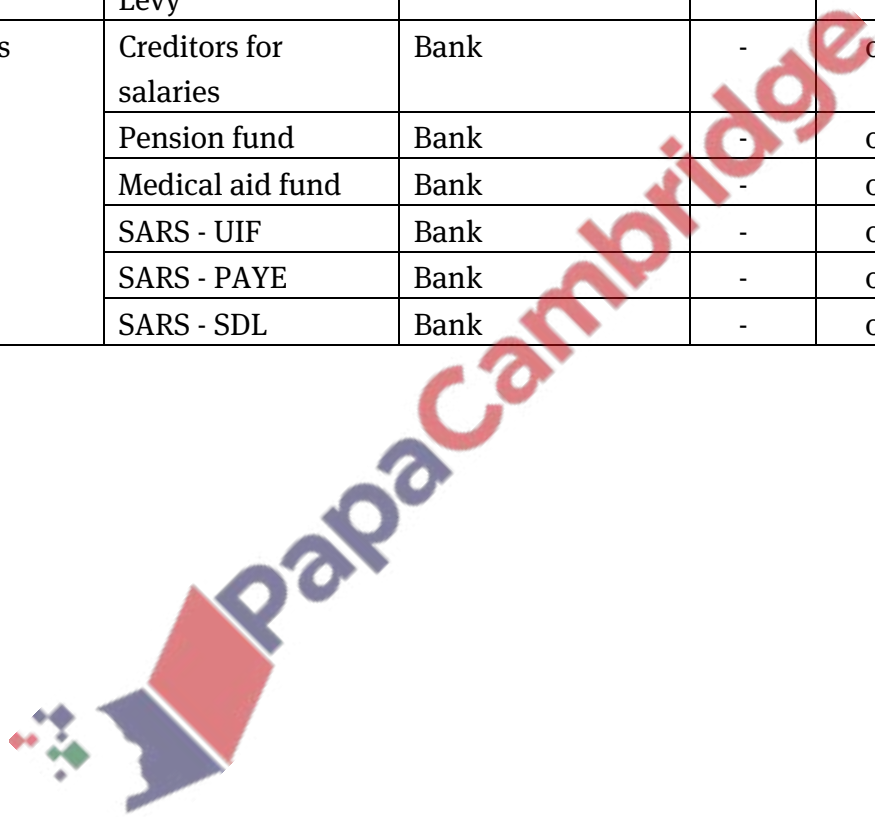 Levy
s Creditors for Bank -
salaries
Pension fund Bank -
Medical aid fund Bank -
SARS - UIF Bank -
SARS - PAYE Bank -
SARS - SDL Bank -
PapaCambridge